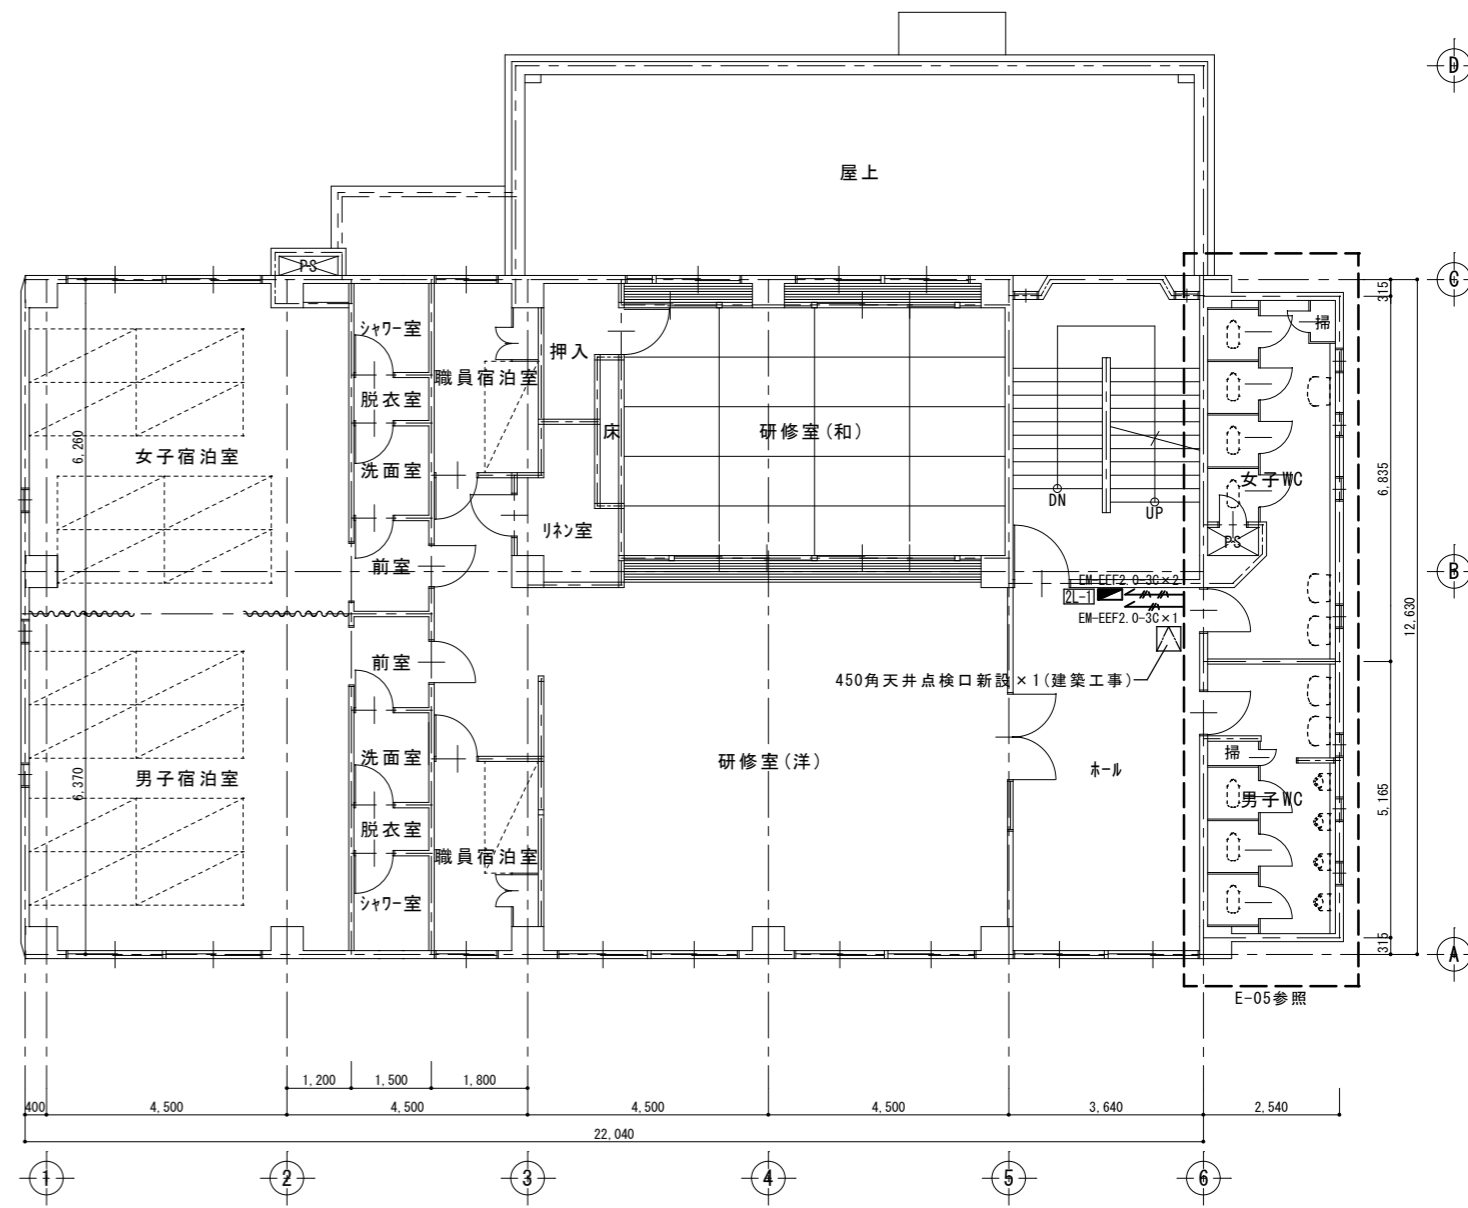 D
屋上
PS
C
315
シャワー室
押入
掃
職員宿泊室
脱衣室
床
研修室(和)
6,260
女子宿泊室
洗面室
女子WC
6,835
DN
UP
リネン室
PS
前室
B
EM-EEF2.0-3C×2
2L-1
EM-EEF2.0-3C×1
12,630
前室
450角天井点検口新設×1(建築工事)
洗面室
研修室(洋)
ホール
掃
男子宿泊室
6,370
男子WC
5,165
脱衣室
職員宿泊室
シャワー室
315
A
E-05参照
1,200
1,500
1,800
400
4,500
4,500
4,500
4,500
3,640
2,540
22,040
1
2
3
4
5
6